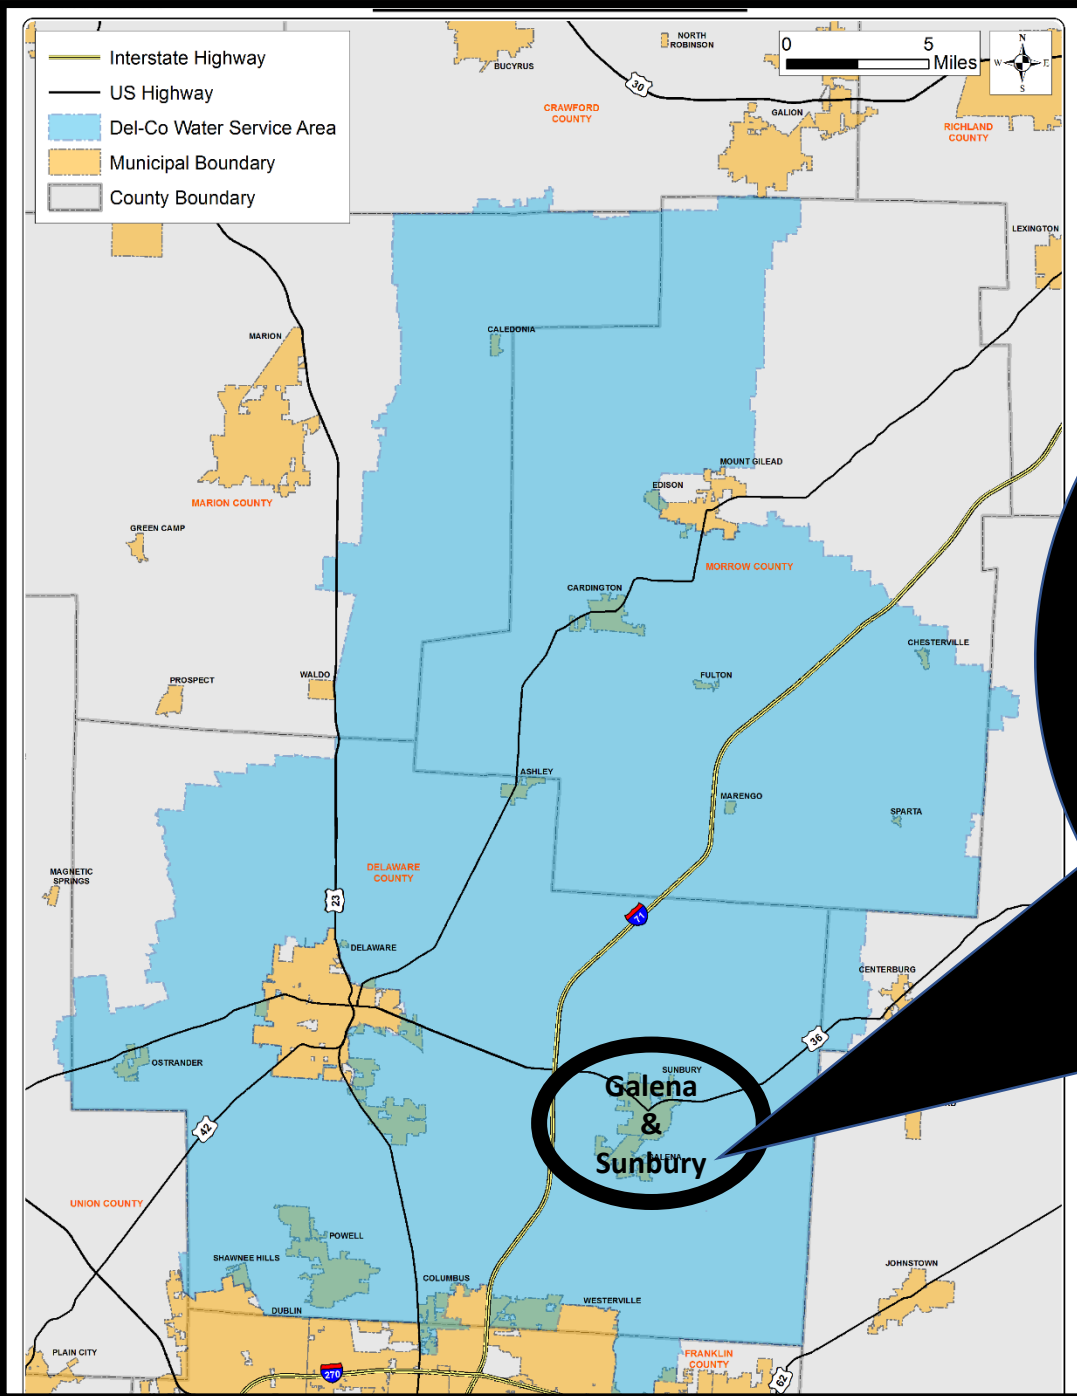 Interstate Highway
US Highway
Del-Co Water Service Area
Municipal Boundary
County Boundary
0 5
Miles
N
W E
S
NORTH
ROBINSON
BUCYRUS
30
CRAWFORD
COUNTY
GALION
RICHLAND
COUNTY
LEXINGTON
MARION
CALEDONIA
MOUNT GILEAD
EDISON
MARION COUNTY
GREEN CAMP
MORROW COUNTY
CARDINGTON
CHESTERVILLE
PROSPECT
WALDO
FULTON
ASHLEY
MARENGO
SPARTA
MAGNETIC
SPRINGS
DELAWARE
COUNTY
23
71
DELAWARE
CENTERBURG
36
OSTRANDER
SUNBURY
Galena
&
Sunbury
GALENA
42
UNION COUNTY
POWELL
SHAWNEE HILLS
COLUMBUS
JOHNSTOWN
DUBLIN
WESTERVILLE
PLAIN CITY
FRANKLIN
COUNTY
270
62